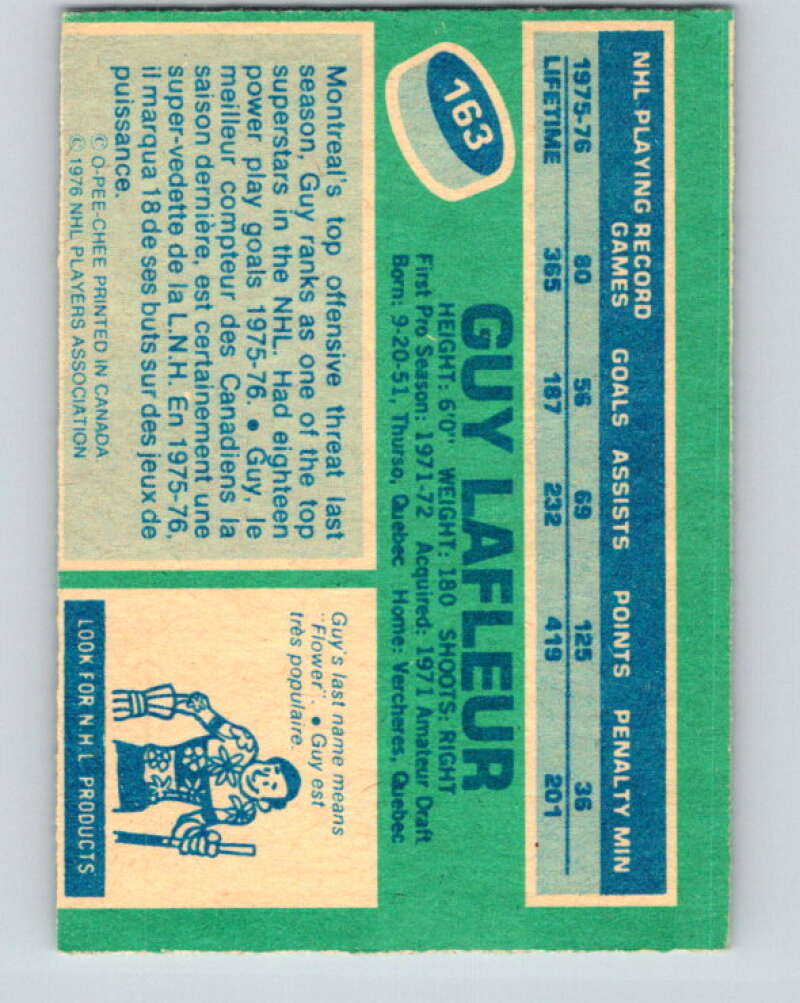 NHL PLAYING RECORD
GAMES GOALS ASSISTS POINTS PENALTY MIN
1975-76 80 56 69 125 36
LIFETIME 365 187 232 419 201
163
GUY LAFLEUR
HEIGHT: 6'0" WEIGHT: 180 SHOOTS: RIGHT
First Pro Season: 1971-72 Acquired: 1971 Amateur Draft
Born: 9-20-51, Thurso, Quebec Home: Vercheres, Quebec
Montreal's top offensive threat last
season, Guy ranks as one of the top
superstars in the NHL. Had eighteen
power play goals 1975-76. • Guy, le
meilleur compteur des Canadiens la
saison dernière, est certainement une
super-vedette de la L.N.H. En 1975-76,
il marqua 18 de ses buts sur des jeux de
puissance.
© O-PEE-CHEE PRINTED IN CANADA.
© 1976 NHL PLAYERS ASSOCIATION
Guy's last name means
"Flower". • Guy est
très populaire.
LOOK FOR N.H.L PRODUCTS